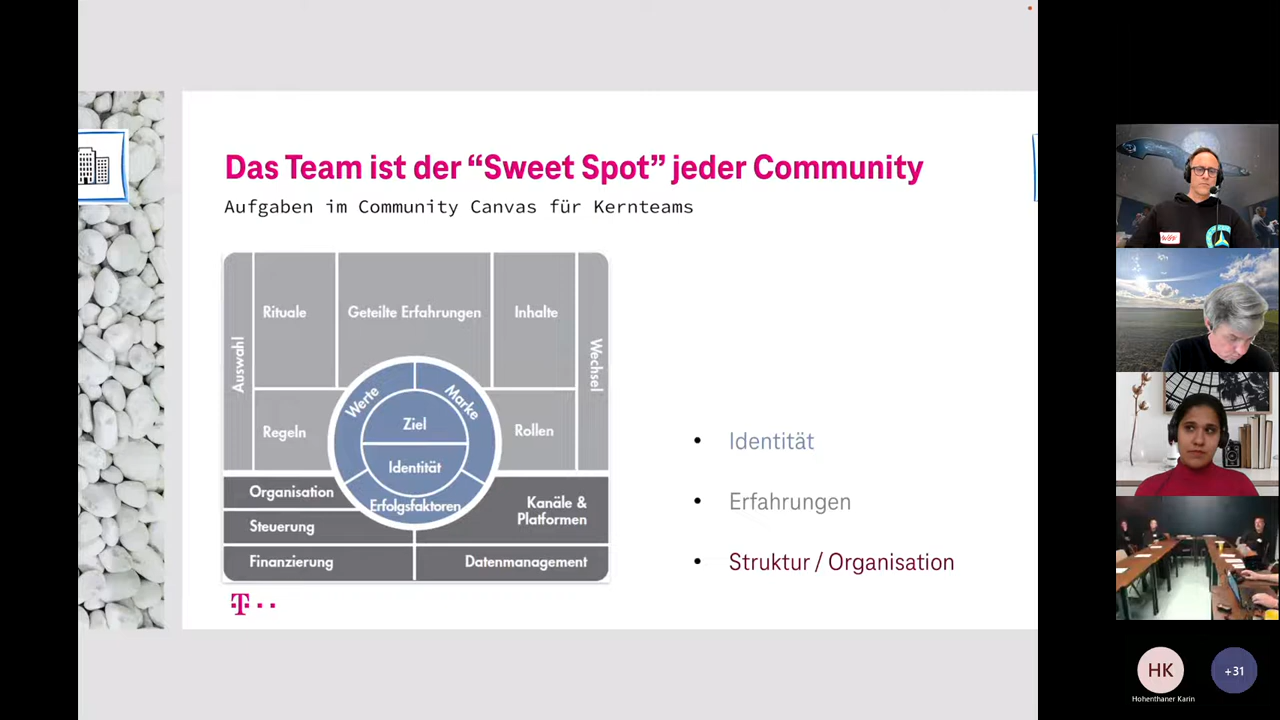 Das Team ist der “Sweet Spot” jeder Community
Aufgaben im Community Canvas für Kernteams
Auswahl
Rituale
Geteilte Erfahrungen
Inhalte
Wechsel
Regeln
Werte
Marke
Ziel
Identität
Erfolgsfaktoren
Rollen
Organisation
Steuerung
Finanzierung
Kanäle &
Plattformen
Datenmanagement
• Identität
• Erfahrungen
• Struktur / Organisation
T
HK
+31
Hohenthaner Karin